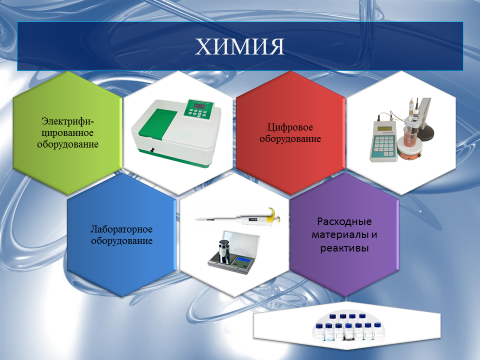 ХИМИЯ
Электрифи-
цированное
оборудование
Цифровое
оборудование
Лабораторное
оборудование
Расходные
материалы и
реактивы